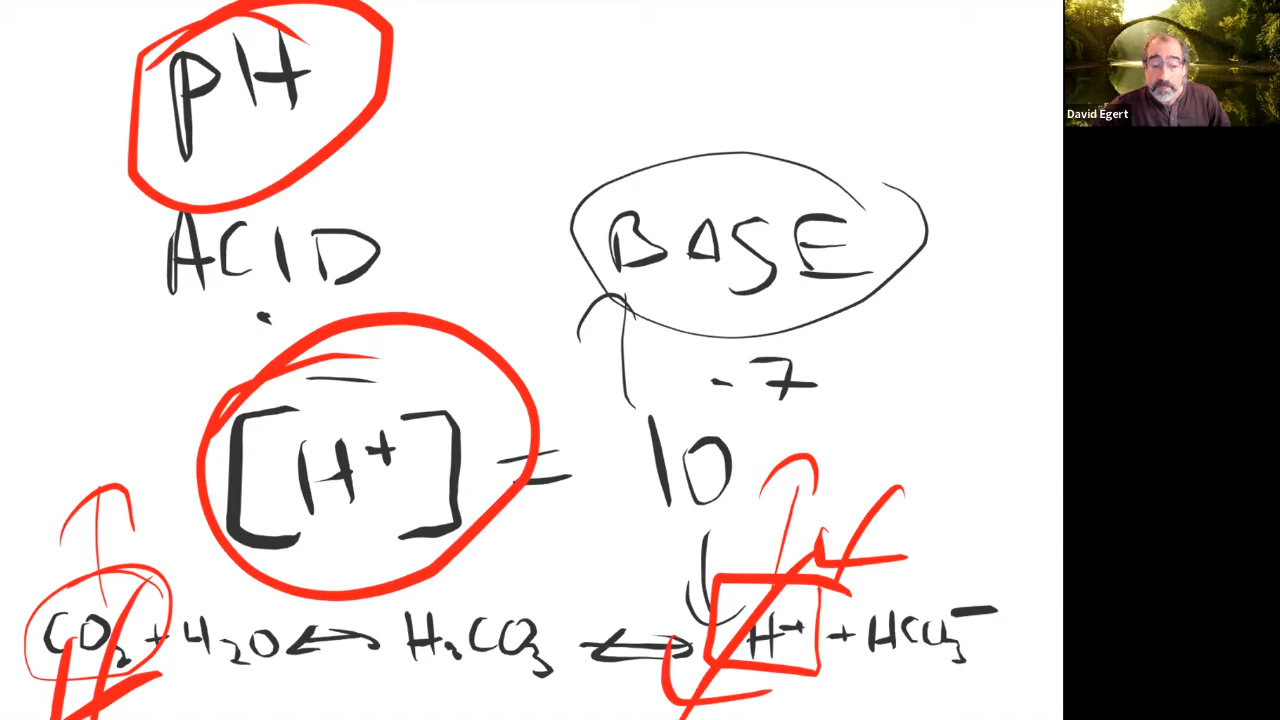 pH
David Egert
ACID
BASE
[H+] = 10-7
CO2 + H2O ↔ H2CO3 ↔ H+ + HCO3-